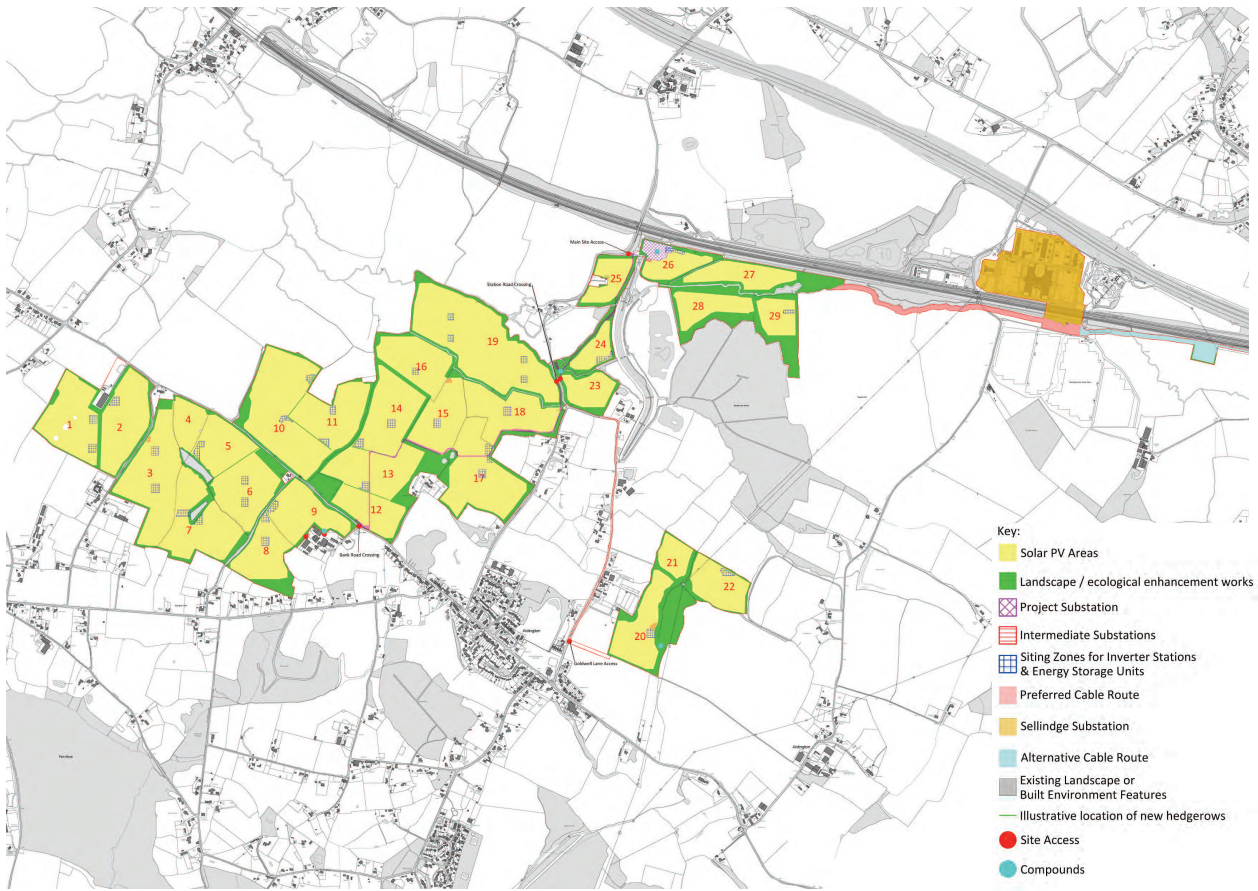 Main Site Access
26
27
25
Station Road Crossing
28
29
19
24
16
23
14
15
18
1
2
4
11
10
5
3
13
17
6
12
9
7
8
Bank Road Crossing
21
22
20
Aldington
Goldwell Lane Access
Aldington
Key:
Solar PV Areas
Landscape / ecological enhancement works
Project Substation
Intermediate Substations
Siting Zones for Inverter Stations
& Energy Storage Units
Preferred Cable Route
Sellindge Substation
Alternative Cable Route
Existing Landscape or
Built Environment Features
Illustrative location of new hedgerows
Site Access
Compounds